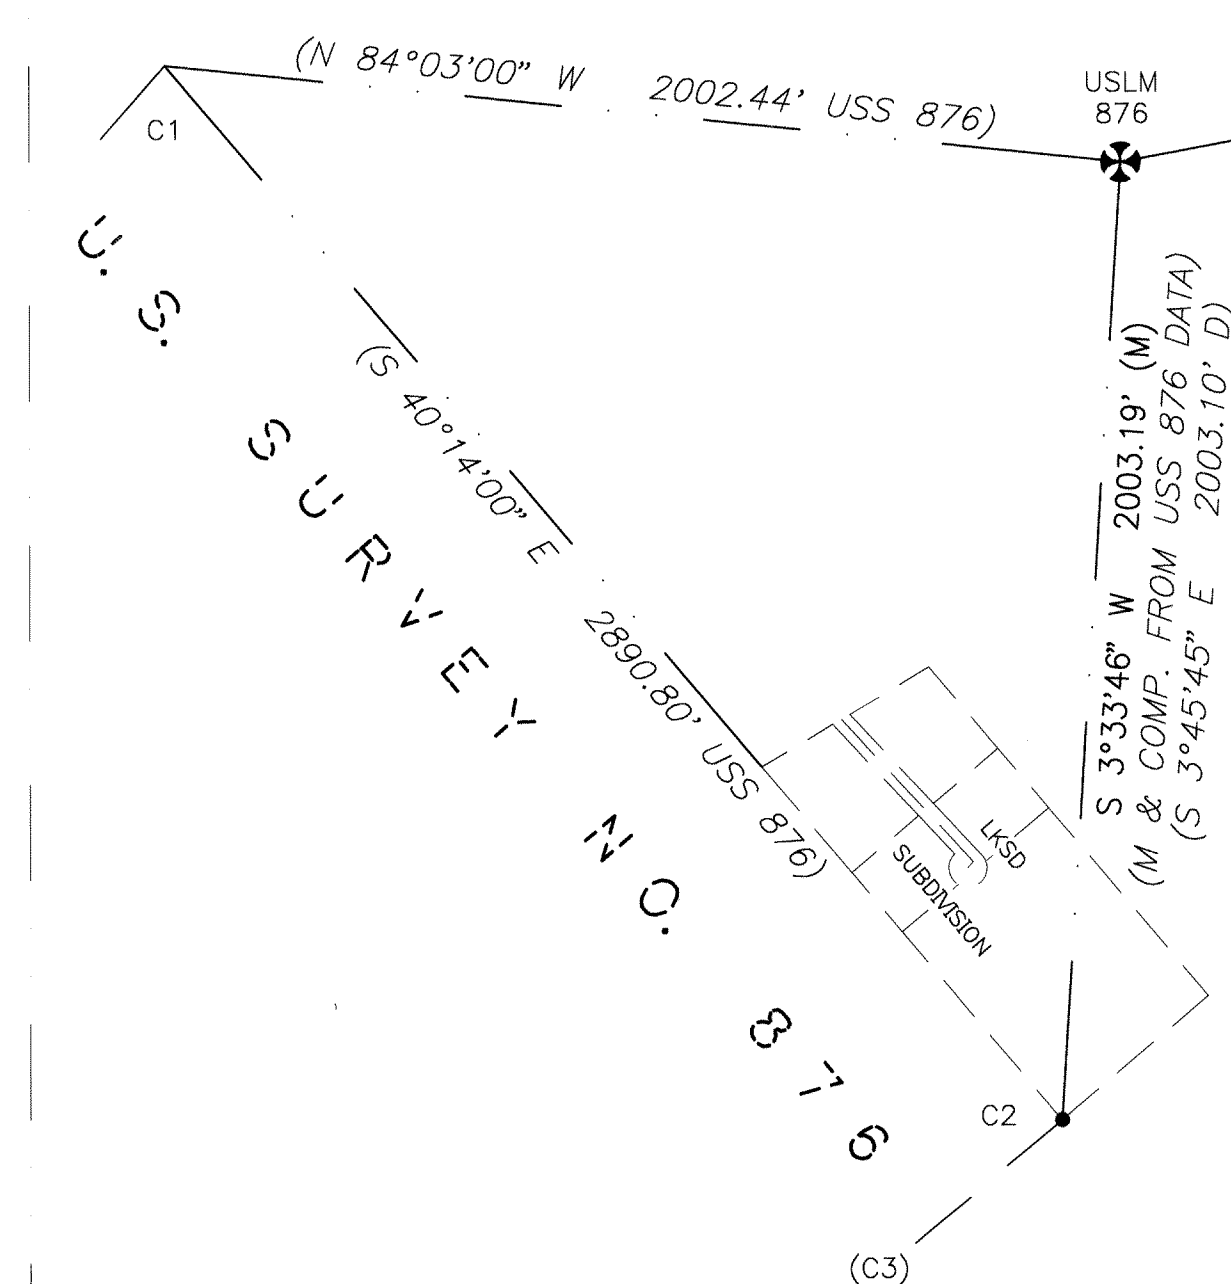 (N 84°03'00" W 2002.44' USS 876)
USLM
876
C1
U.S. SURVEY NO. 876
(S 40°14'00" E 2890.80' USS 876)
S 3°33'46" W 2003.19' (M)
(M & COMP. FROM USS 876 DATA)
(S 3°45'45" E 2003.10' D)
LKSD
SUBDIVISION
C2
(C3)